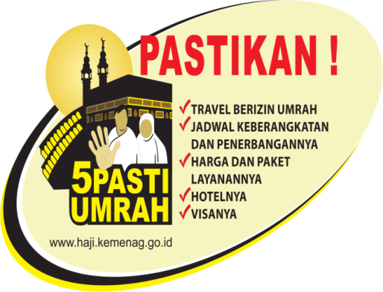 PASTIKAN !
TRAVEL BERIZIN UMRAH
JADWAL KEBERANGKATAN
DAN PENERBANGANNYA
HARGA DAN PAKET
LAYANANNYA
HOTELNYA
VISANYA
5PASTI
UMRAH
www.haji.kemenag.go.id